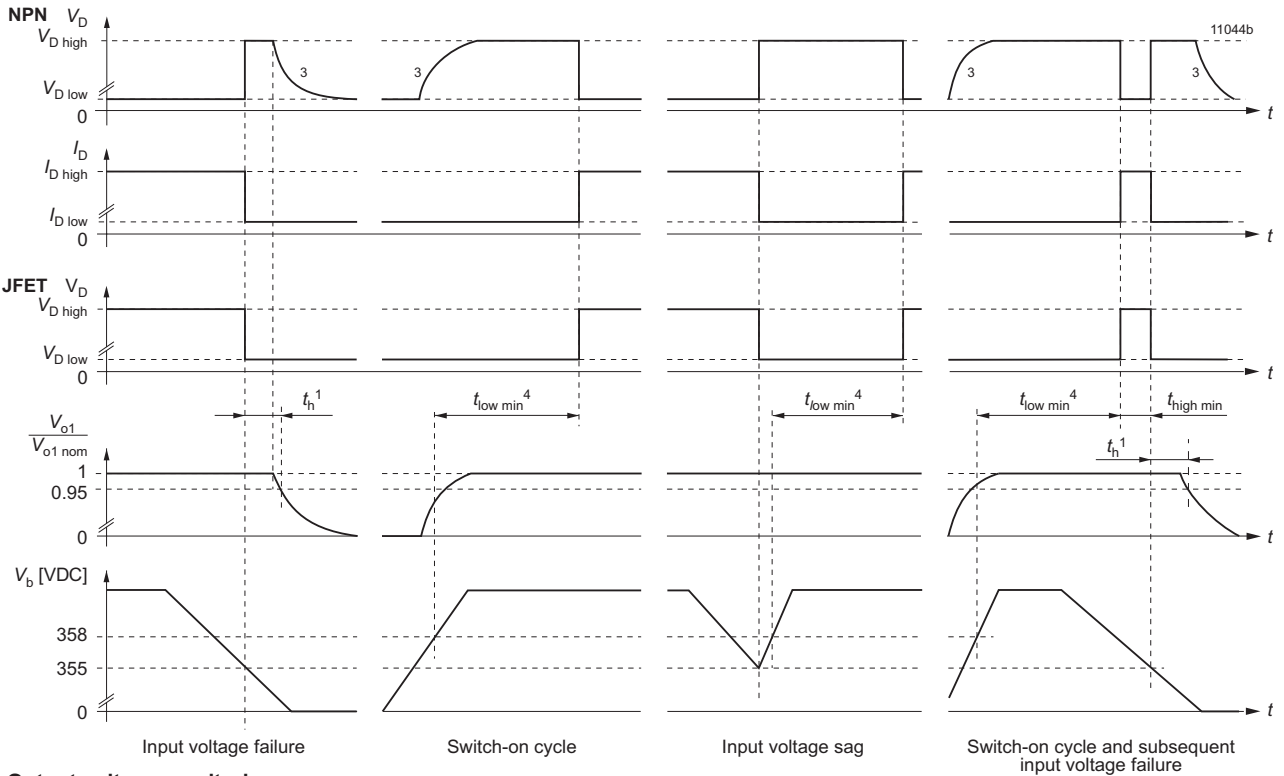 NPN V_D
11044b
V_D high
3 3 3 3
V_D low
0
t
I_D
I_D high
I_D low
0
t
JFET V_D
V_D high
V_D low
0
t
t_h^1 t_low min^4 t_low min^4 t_low min^4 t_high min
V_o1
V_o1 nom
t_h^1
1
0.95
0
t
V_b [VDC]
358
355
0
t
Input voltage failure Switch-on cycle Input voltage sag Switch-on cycle and subsequent
input voltage failure